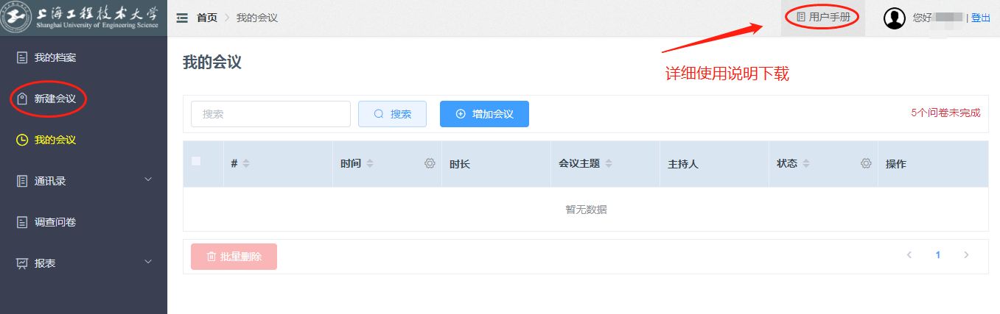 上海工程技术大学
Shanghai University of Engineering Science
首页 我的会议
用户手册
您好 | 登出
我的档案
新建会议
我的会议
通讯录
调查问卷
报表
我的会议
详细使用说明下载
搜索 搜索 增加会议 5个问卷未完成
# 时间 时长 会议主题 主持人 状态 操作
暂无数据
批量删除 1